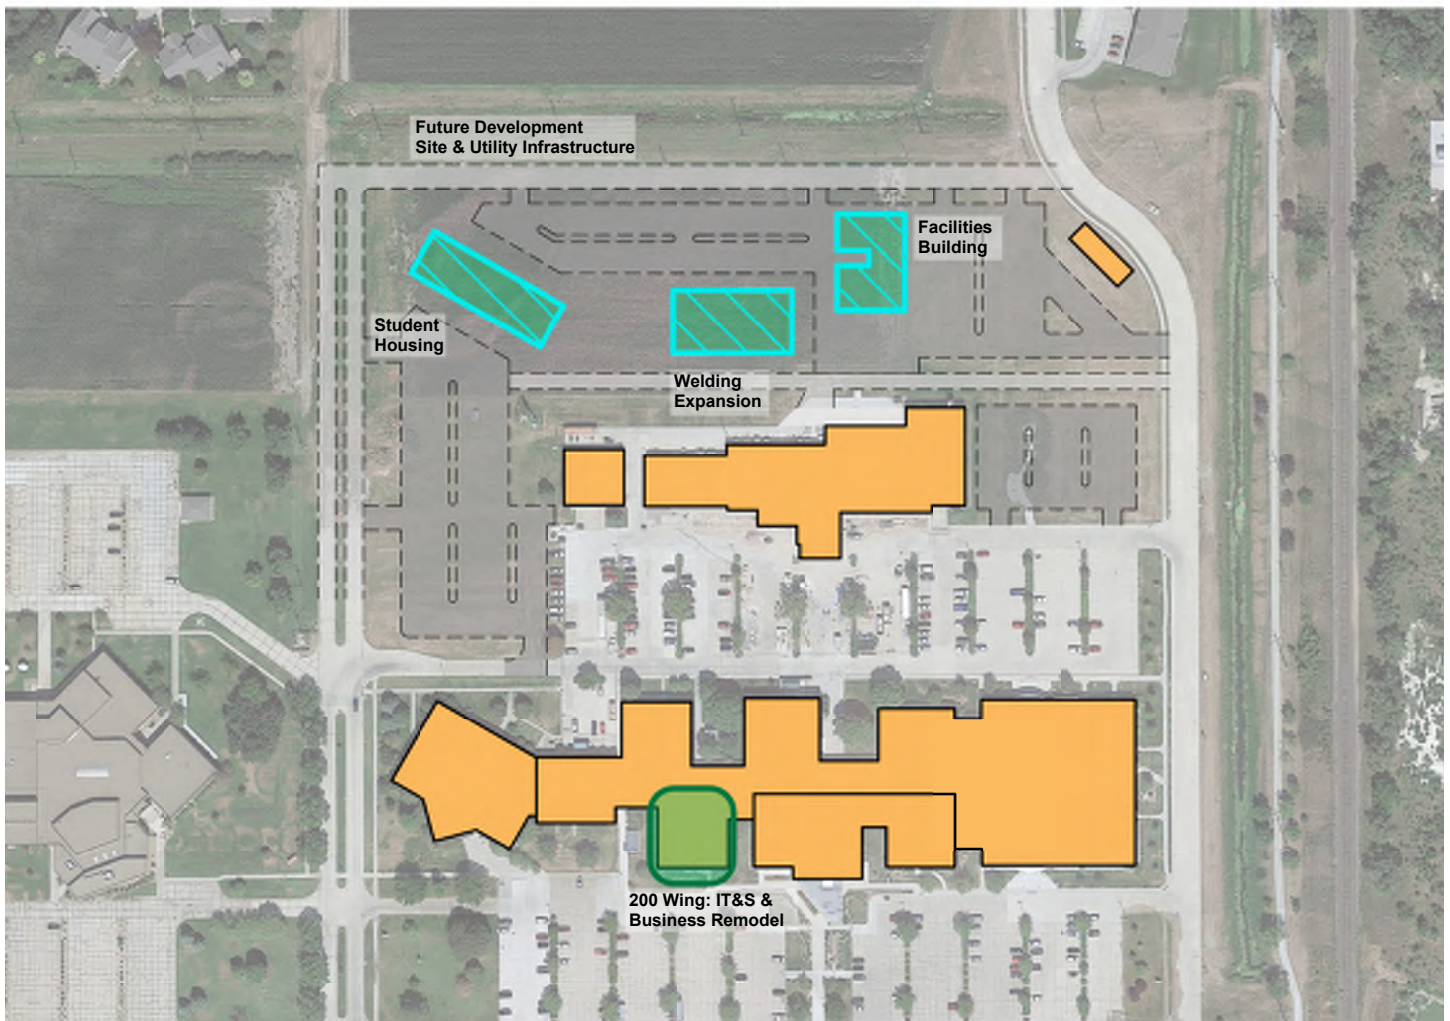 Future Development
Site & Utility Infrastructure
Facilities
Building
Student
Housing
Welding
Expansion
200 Wing: IT&S &
Business Remodel